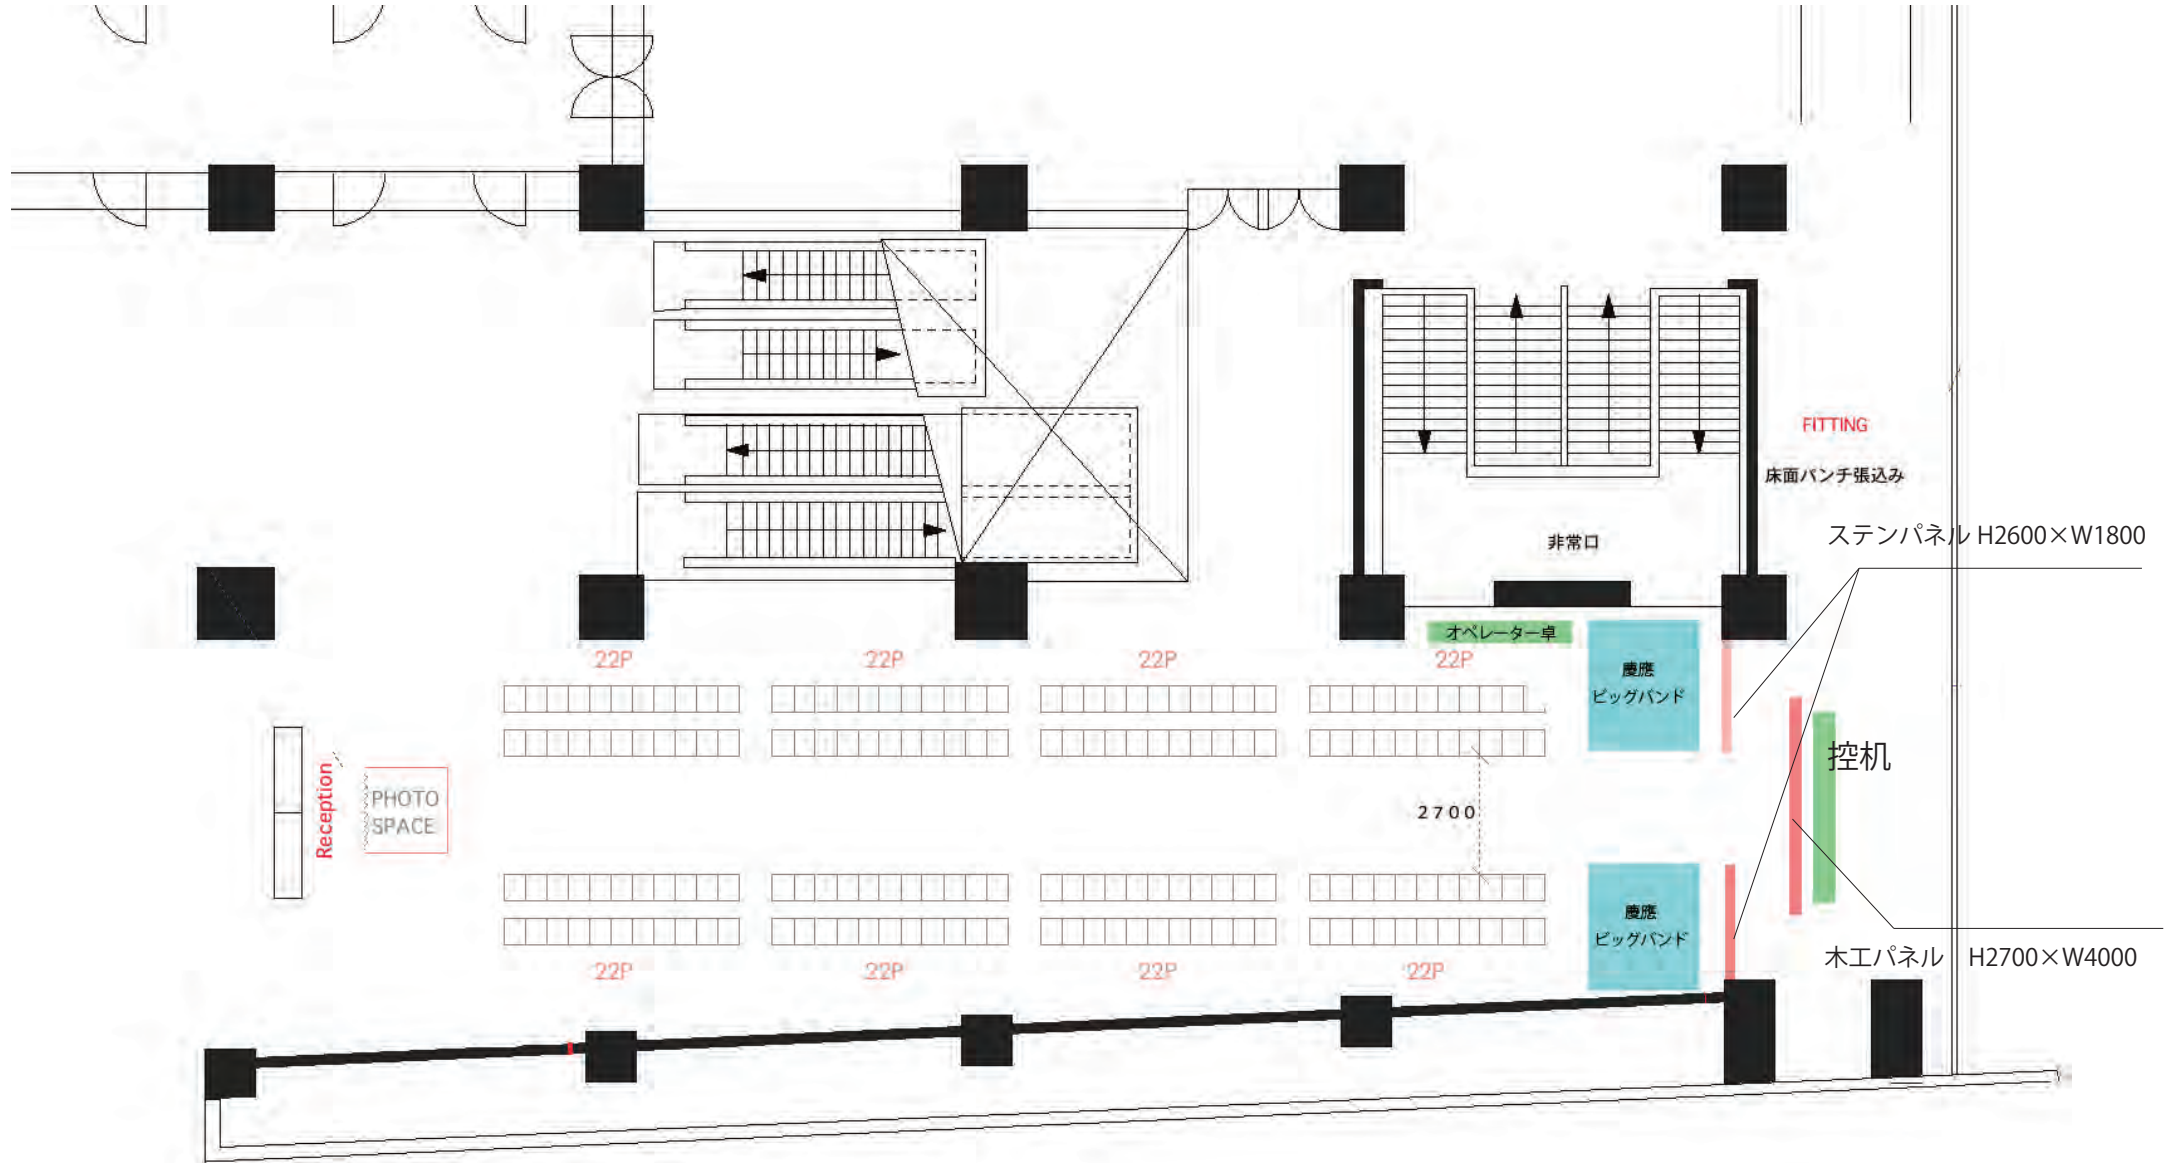 FITTING
床面パンチ張込み
ステンパネル H2600×W1800
非常口
オペレーター卓
22P
22P
22P
22P
慶應
ビッグバンド
控机
Reception
PHOTO
SPACE
2700
慶應
ビッグバンド
木工パネル H2700×W4000
22P
22P
22P
22P